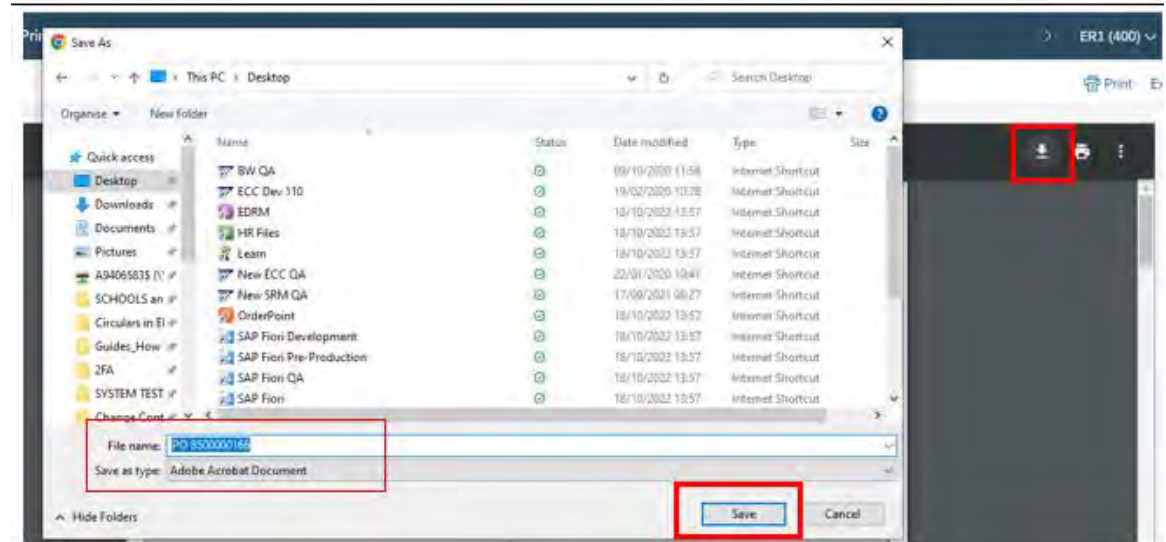 Prin
Save As
ER1 (400)
This PC > Desktop
Search Desktop
Print
Organise
New folder
Name Status Date modified Type Size
Quick access
Desktop
Downloads
Documents
Pictures
A94065835
SCHOOLS an
Circulars in El
Guides_How
2FA
SYSTEM TEST
Change Cont
BW QA 09/10/2020 11:58 Internet Shortcut
ECC Dev 110 19/02/2020 Internet Shortcut
EDRM 18/10/2022 13:57 Internet Shortcut
HR Files 18/10/2022 13:57 Internet Shortcut
Learn 18/10/2022 13:57 Internet Shortcut
New ECC QA 22/01/2020 10:41 Internet Shortcut
New SRM QA 17/09/2021 08:27 Internet Shortcut
OrderPoint 18/10/2022 13:57 Internet Shortcut
SAP Fiori Development 18/10/2022 13:57 Internet Shortcut
SAP Fiori Pre-Production 18/10/2022 13:57 Internet Shortcut
SAP Fiori QA 18/10/2022 13:57 Internet Shortcut
SAP Fiori 18/10/2022 13:57 Internet Shortcut
File name: PO 8500000166
Save as type: Adobe Acrobat Document
Hide Folders
Save
Cancel